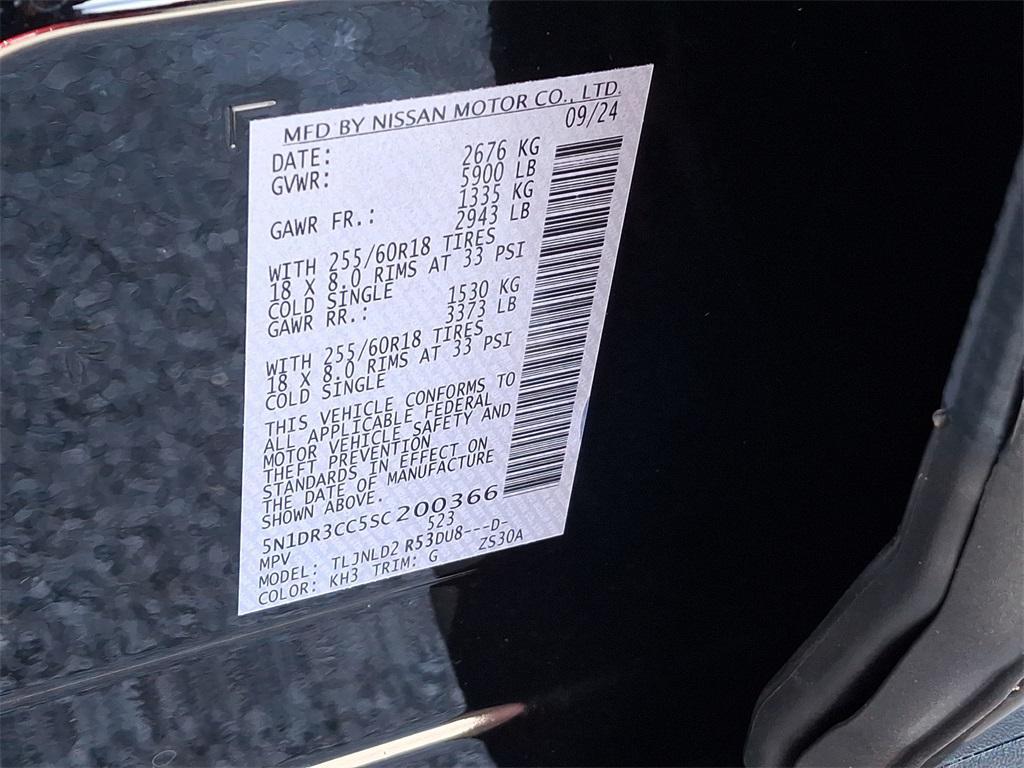 MFD BY NISSAN MOTOR CO., LTD.
DATE: 09/24
GVWR: 2676 KG
5900 LB
GAWR FR.: 1335 KG
2943 LB
WITH 255/60R18 TIRES
18 X 8.0 RIMS AT 33 PSI
COLD SINGLE
GAWR RR.: 1530 KG
3373 LB
WITH 255/60R18 TIRES
18 X 8.0 RIMS AT 33 PSI
COLD SINGLE
THIS VEHICLE CONFORMS TO
ALL APPLICABLE FEDERAL
MOTOR VEHICLE SAFETY AND
THEFT PREVENTION
STANDARDS IN EFFECT ON
THE DATE OF MANUFACTURE
SHOWN ABOVE.
5N1DR3CC5SC200366
MPV 523
MODEL: TLJNLD2 R53DU8---D-
COLOR: KH3 TRIM: G ZS30A